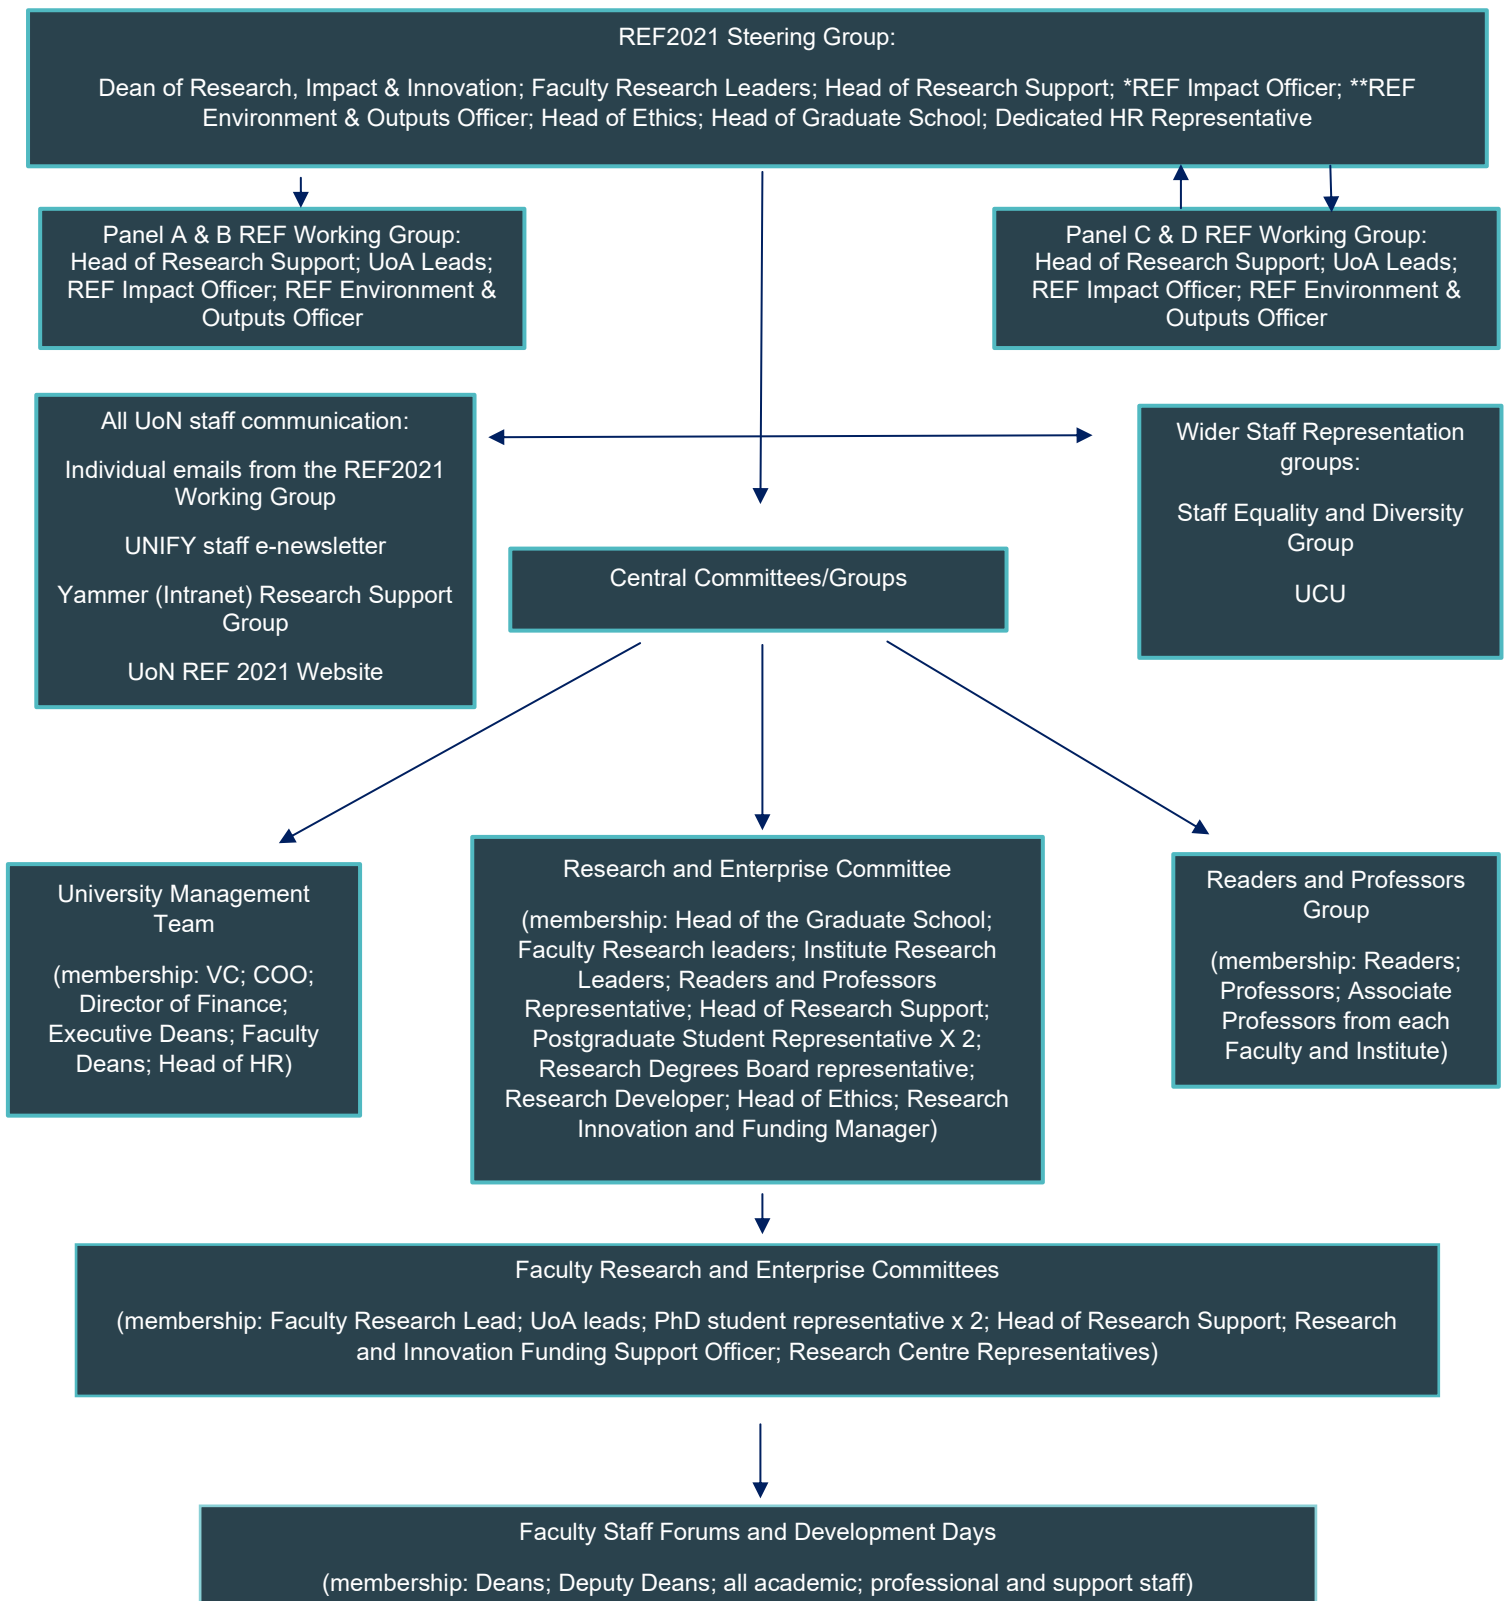 REF2021 Steering Group:
Dean of Research, Impact & Innovation; Faculty Research Leaders; Head of Research Support; *REF Impact Officer; **REF
Environment & Outputs Officer; Head of Ethics; Head of Graduate School; Dedicated HR Representative
Panel A & B REF Working Group:
Head of Research Support; UoA Leads;
REF Impact Officer; REF Environment &
Outputs Officer
Panel C & D REF Working Group:
Head of Research Support; UoA Leads;
REF Impact Officer; REF Environment &
Outputs Officer
All UoN staff communication:
Individual emails from the REF2021
Working Group
UNIFY staff e-newsletter
Yammer (Intranet) Research Support
Group
UoN REF 2021 Website
Wider Staff Representation
groups:
Staff Equality and Diversity
Group
UCU
Central Committees/Groups
University Management
Team
(membership: VC; COO;
Director of Finance;
Executive Deans; Faculty
Deans; Head of HR)
Research and Enterprise Committee
(membership: Head of the Graduate School;
Faculty Research leaders; Institute Research
Leaders; Readers and Professors
Representative; Head of Research Support;
Postgraduate Student Representative X 2;
Research Degrees Board representative;
Research Developer; Head of Ethics; Research
Innovation and Funding Manager)
Readers and Professors
Group
(membership: Readers;
Professors; Associate
Professors from each
Faculty and Institute)
Faculty Research and Enterprise Committees
(membership: Faculty Research Lead; UoA leads; PhD student representative x 2; Head of Research Support; Research
and Innovation Funding Support Officer; Research Centre Representatives)
Faculty Staff Forums and Development Days
(membership: Deans; Deputy Deans; all academic; professional and support staff)